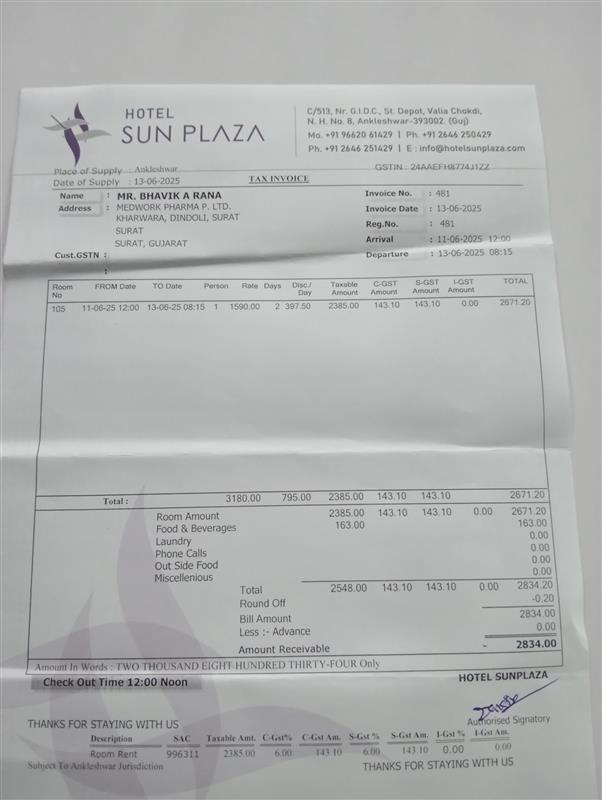 HOTEL
SUN PLAZA
C/513, Nr. G.I.D.C., St. Depot, Valia Chokdi,
N. H. No. 8, Ankleshwar-393002. (Guj)
Mo. +91 96620 61429 | Ph. +91 2646 250429
Ph. +91 2646 251429 | E : info@hotelsunplaza.com
GSTIN : 24AAEFH8774J1ZZ
Place of Supply : Ankleshwar
Date of Supply : 13-06-2025
TAX INVOICE
Name : MR. BHAVIK A RANA
Address : MEDWORK PHARMA P. LTD.
KHARWARA, DINDOLI, SURAT
SURAT
SURAT, GUJARAT
Cust.GSTN :
:
Invoice No. : 481
Invoice Date : 13-06-2025
Reg.No. : 481
Arrival : 11-06-2025 12:00
Departure : 13-06-2025 08:15
Room No FROM Date TO Date Person Rate Days Disc./Day Taxable Amount C-GST Amount S-GST Amount I-GST Amount TOTAL
105 11-06-25 12:00 13-06-25 08:15 1 1590.00 2 397.50 2385.00 143.10 143.10 0.00 2671.20
Total : 3180.00 795.00 2385.00 143.10 143.10 2671.20
Room Amount 2385.00 143.10 143.10 0.00 2671.20
Food & Beverages 163.00 163.00
Laundry 0.00
Phone Calls 0.00
Out Side Food 0.00
Miscellenious 0.00
Total 2548.00 143.10 143.10 0.00 2834.20
Round Off -0.20
Bill Amount 2834.00
Less :- Advance 0.00
Amount Receivable - 2834.00
Amount In Words : TWO THOUSAND EIGHT HUNDRED THIRTY-FOUR Only
Check Out Time 12:00 Noon
HOTEL SUNPLAZA
Authorised Signatory
THANKS FOR STAYING WITH US
Description SAC Taxable Amt. C-Gst% C-Gst Am. S-Gst % S-Gst Am. I-Gst % I-Gst Am.
Room Rent 996311 2385.00 6.00 143.10 6.00 143.10 0.00 0.00
Subject To Ankleshwar Jurisdiction
THANKS FOR STAYING WITH US